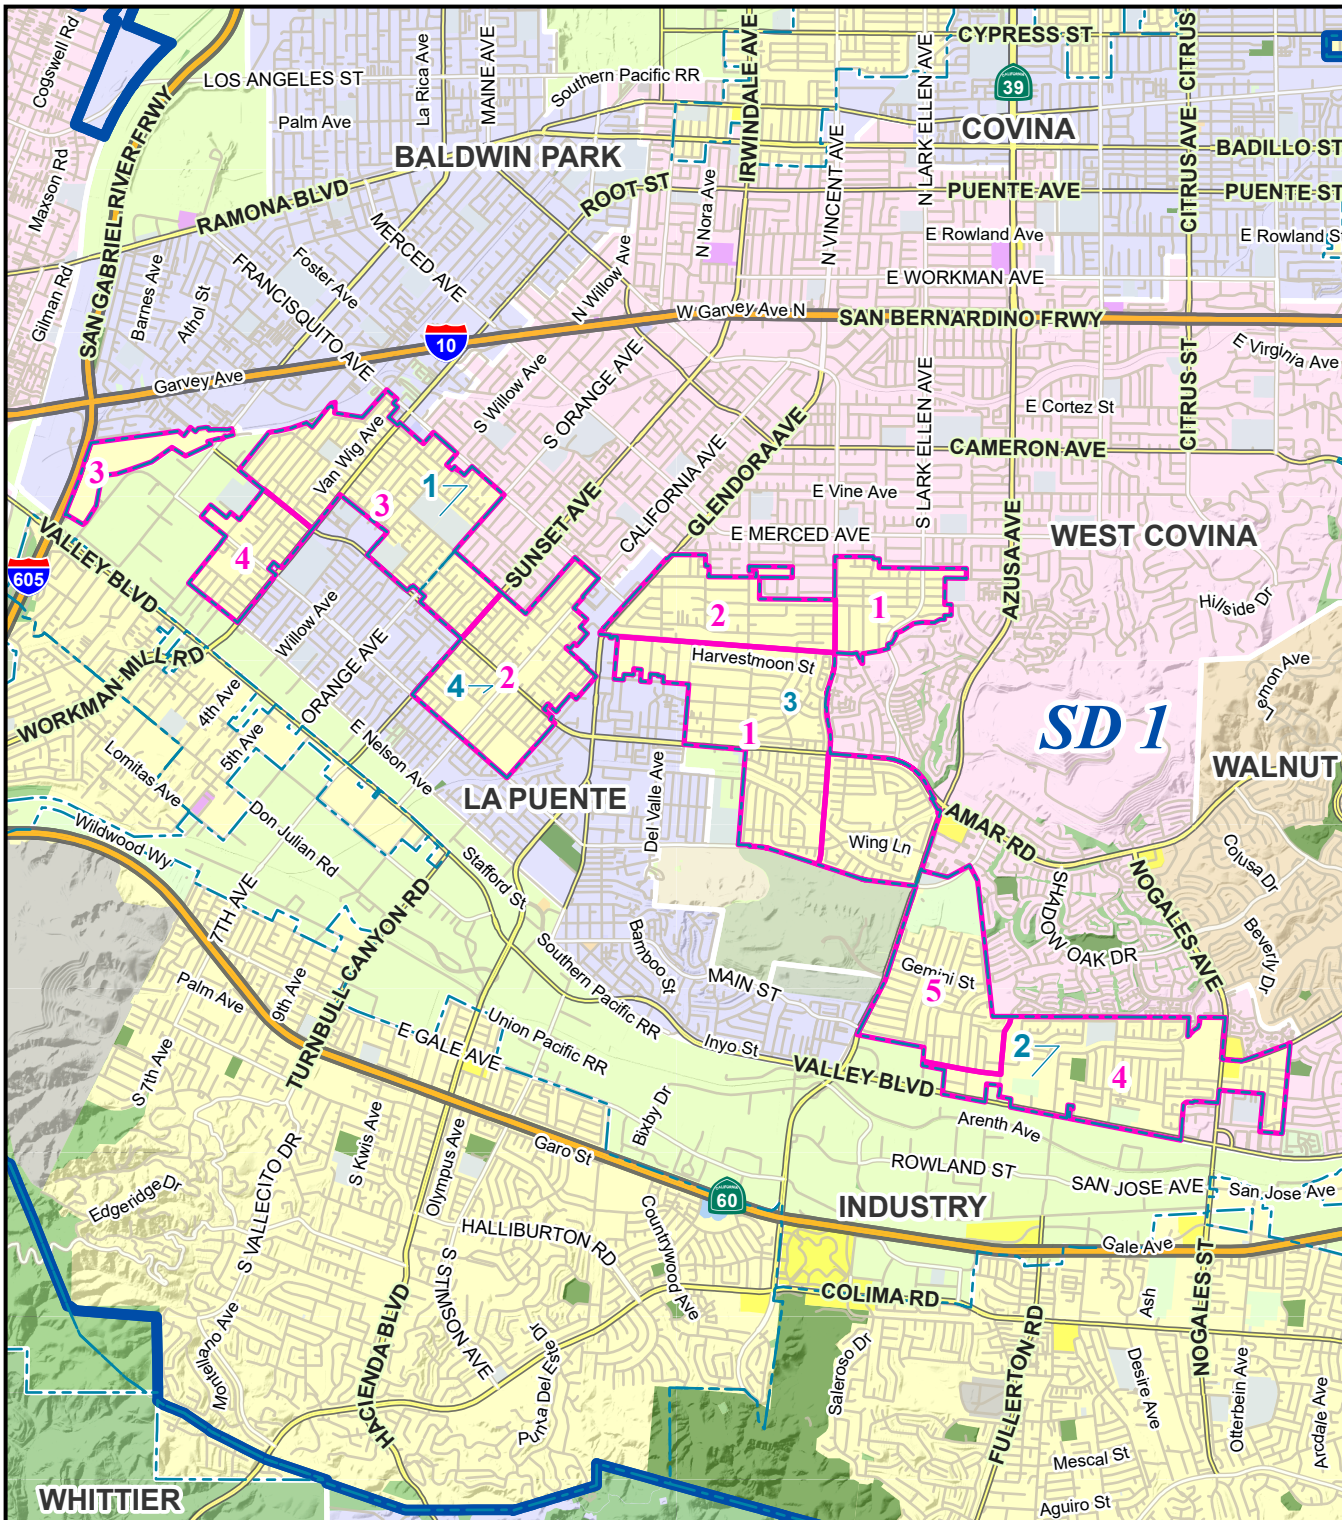 CYPRESS ST
Cogswell Rd
LOS ANGELES ST
La Rica Ave
MAINE AVE
Southern Pacific RR
IRWINDALE AVE
N LARK ELLEN AVE
CALIFORNIA
39
CITRUS AVE
CITRUS
Palm Ave
COVINA
BADILLO ST
BALDWIN PARK
N VINCENT AVE
Maxson Rd
SAN GABRIEL RIVER FRWY
RAMONA BLVD
ROOT ST
PUENTE AVE
PUENTE ST
N Nora Ave
CITRUS AVE
MERCED AVE
E Rowland Ave
E Rowland S
Foster Ave
FRANCISQUITO AVE
N Willow Ave
E WORKMAN AVE
Gilman Rd
Barnes Ave
Athol St
W Garvey Ave N
SAN BERNARDINO FRWY
10
E Virginia Ave
Garvey Ave
S Willow Ave
S ORANGE AVE
S LARK ELLEN AVE
CITRUS ST
E Cortez St
GLENDORA AVE
Van Wig Ave
CALIFORNIA AVE
CAMERON AVE
3
1
3
E Vine Ave
SUNSET AVE
AZUSA AVE
E MERCED AVE
WEST COVINA
VALLEY BLVD
4
605
2
1
Hillside Dr
Willow Ave
WORKMAN MILL RD
ORANGE AVE
Harvestmoon St
Lemon Ave
4
2
3
4th Ave
SD 1
1
5th Ave
E Nelson Ave
Lomitas Ave
WALNUT
LA PUENTE
Del Valle Ave
Don Julian Rd
AMAR RD
Wildwood Wy
Wing Ln
Stafford St
Colusa Dr
NOGALES AVE
SHADOW OAK DR
7TH AVE
TURNBULL CANYON RD
Bamboo St
Beverly Dr
Southern Pacific RR
Gemini St
MAIN ST
Palm Ave
9th Ave
5
Union Pacific RR
E GALE AVE
Inyo St
2
S 7th Ave
VALLEY BLVD
4
Bixby Dr
S Kwis Ave
Olympus Ave
Arenth Ave
Garo St
ROWLAND ST
Edgeridge Dr
S VALLECITO DR
CALIFORNIA
60
SAN JOSE AVE
San Jose Ave
INDUSTRY
HALLIBURTON RD
Countrywood Ave
Gale Ave
S STIMSON AVE
COLIMA RD
NOGALES ST
Ash
HACIENDA BLVD
Montellano Ave
Punta Del Este Dr
Saleroso Dr
FULLERTON RD
Desire Ave
Otterbein Ave
Arcdale Ave
Mescal St
WHITTIER
Aguiro St